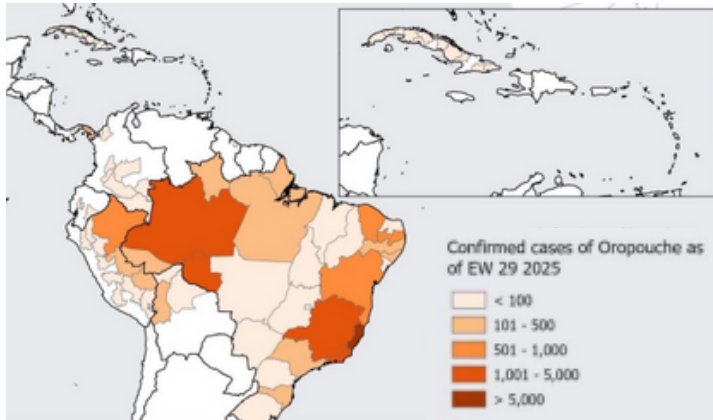 Confirmed cases of Oropouche as
of EW 29 2025
< 100
101 - 500
501 - 1,000
1,001 - 5,000
> 5,000